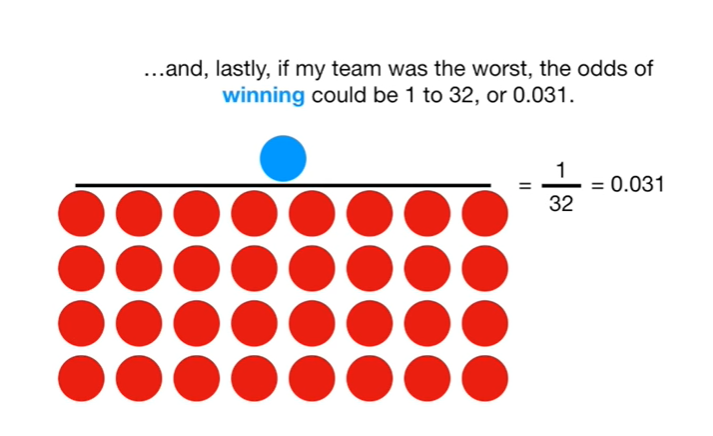 ...and, lastly, if my team was the worst, the odds of
winning could be 1 to 32, or 0.031.
= 1/32 = 0.031